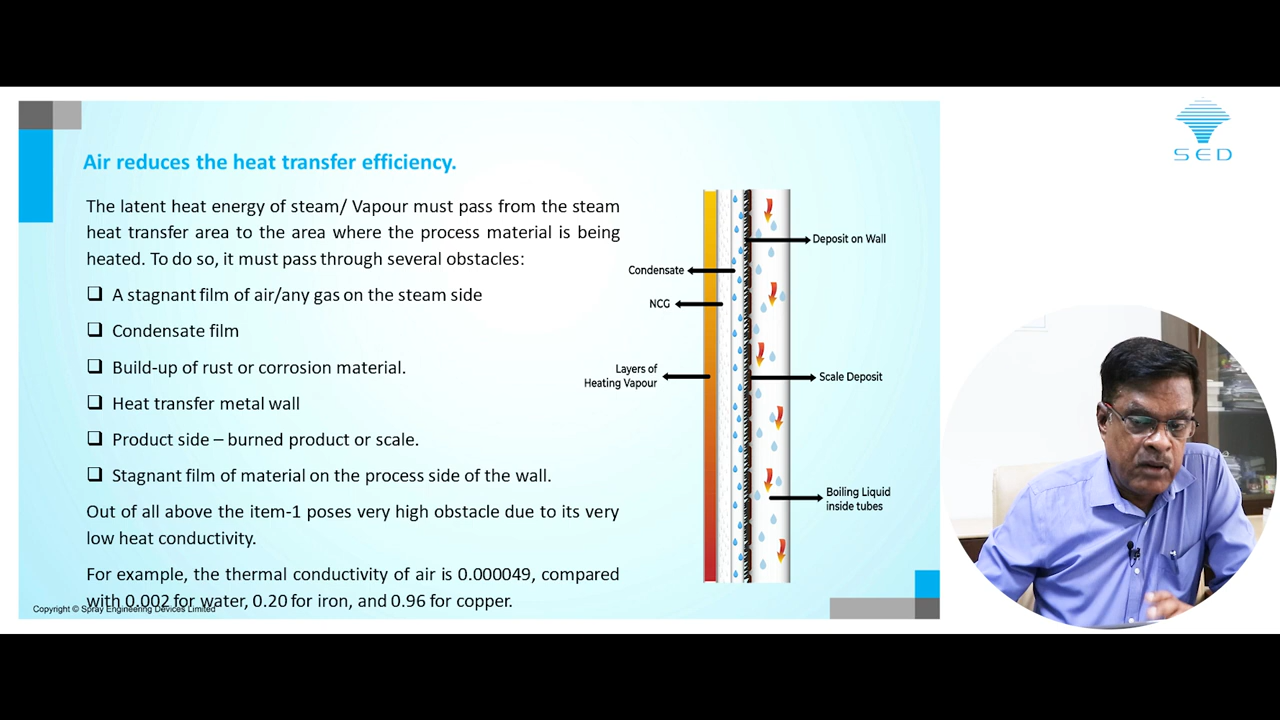 SED
Air reduces the heat transfer efficiency.
The latent heat energy of steam/ Vapour must pass from the steam
heat transfer area to the area where the process material is being
heated. To do so, it must pass through several obstacles:
A stagnant film of air/any gas on the steam side
Condensate film
Build-up of rust or corrosion material.
Heat transfer metal wall
Product side – burned product or scale.
Stagnant film of material on the process side of the wall.
Out of all above the item-1 poses very high obstacle due to its very
low heat conductivity.
For example, the thermal conductivity of air is 0.000049, compared
with 0.002 for water, 0.20 for iron, and 0.96 for copper.
Copyright © Spray Engineering Devices Limited
Deposit on Wall
Condensate
NCG
Layers of
Heating Vapour
Scale Deposit
Boiling Liquid
inside tubes